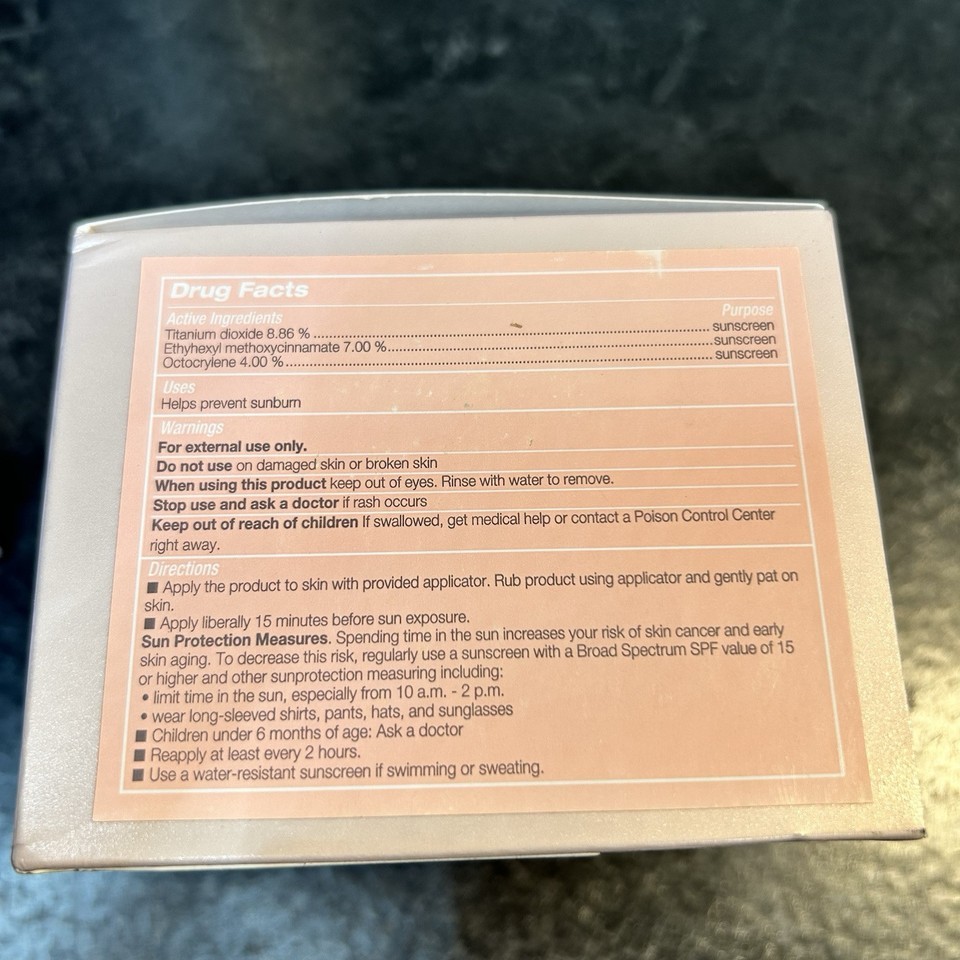 Drug Facts
Active Ingredients Purpose
Titanium dioxide 8.86 % ........ sunscreen
Ethyhexyl methoxycinnamate 7.00 % ........ sunscreen
Octocrylene 4.00 % ........ sunscreen
Uses
Helps prevent sunburn
Warnings
For external use only.
Do not use on damaged skin or broken skin
When using this product keep out of eyes. Rinse with water to remove.
Stop use and ask a doctor if rash occurs
Keep out of reach of children If swallowed, get medical help or contact a Poison Control Center
right away.
Directions
■ Apply the product to skin with provided applicator. Rub product using applicator and gently pat on
skin.
■ Apply liberally 15 minutes before sun exposure.
Sun Protection Measures. Spending time in the sun increases your risk of skin cancer and early
skin aging. To decrease this risk, regularly use a sunscreen with a Broad Spectrum SPF value of 15
or higher and other sunprotection measuring including:
• limit time in the sun, especially from 10 a.m. - 2 p.m.
• wear long-sleeved shirts, pants, hats, and sunglasses
■ Children under 6 months of age: Ask a doctor
■ Reapply at least every 2 hours.
■ Use a water-resistant sunscreen if swimming or sweating.